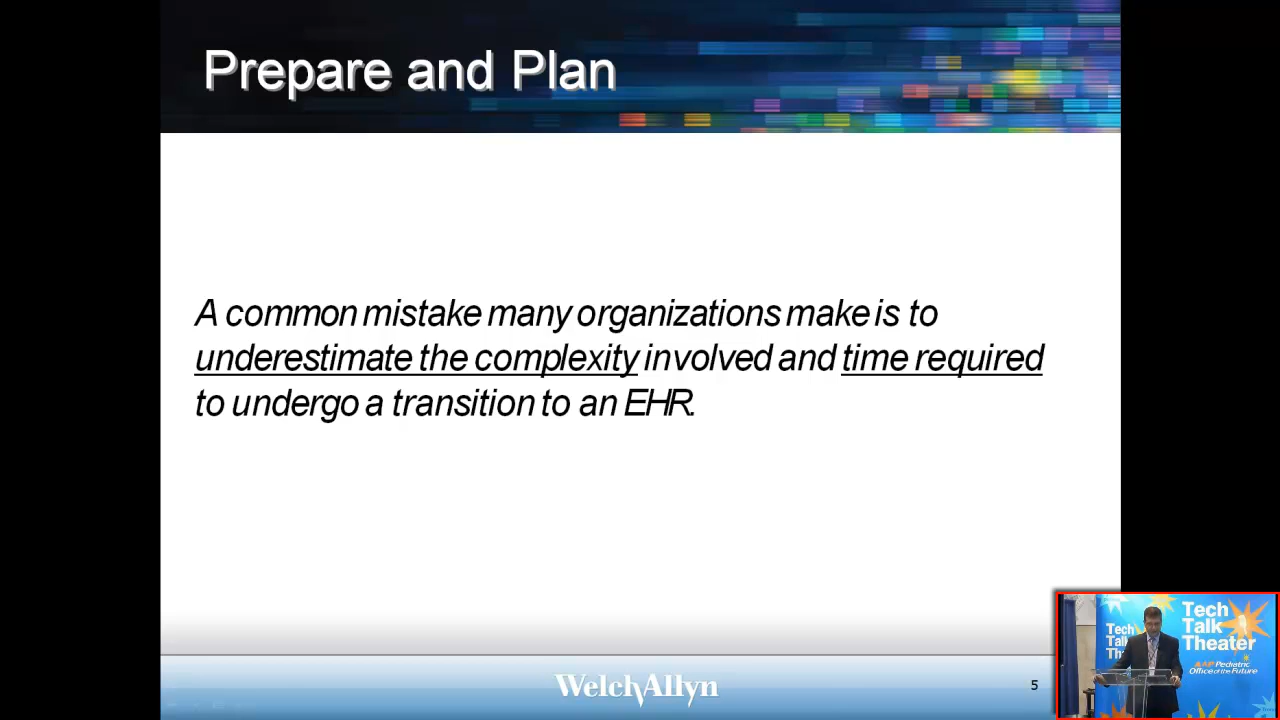 Prepare and Plan
A common mistake many organizations make is to
underestimate the complexity involved and time required
to undergo a transition to an EHR.
WelchAllyn
5
Tech
Talk
Theater
AAP Pediatric
Office of the Future
Tech
Talk